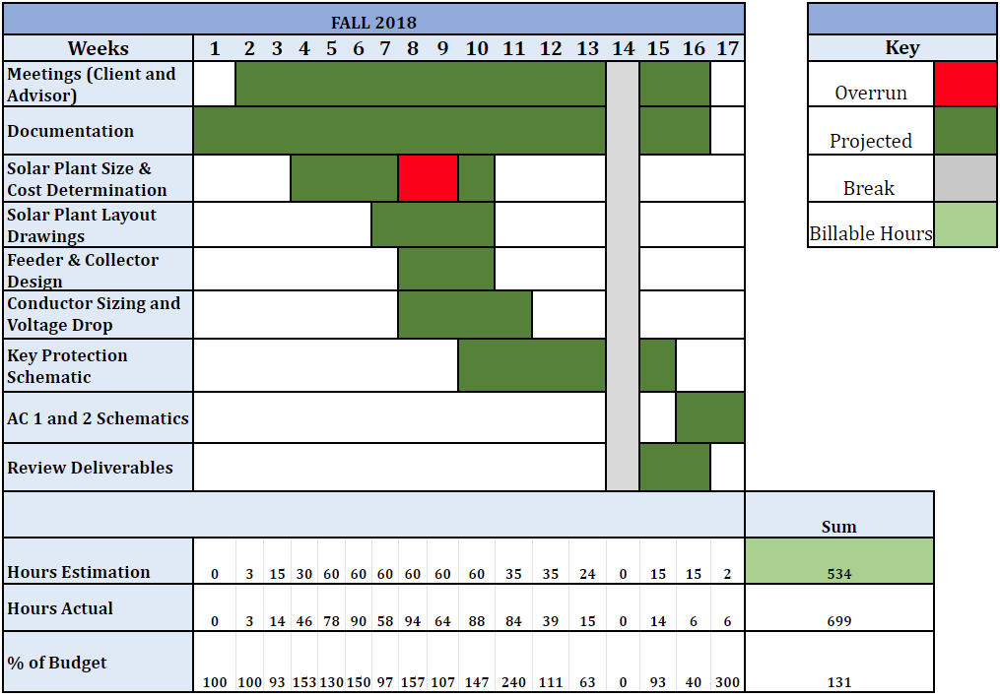 FALL 2018
Weeks 1 2 3 4 5 6 7 8 9 10 11 12 13 14 15 16 17
Key
Meetings (Client and
Advisor)
Overrun
Documentation
Projected
Solar Plant Size &
Cost Determination
Break
Solar Plant Layout
Drawings
Billable Hours
Feeder & Collector
Design
Conductor Sizing and
Voltage Drop
Key Protection
Schematic
AC 1 and 2 Schematics
Review Deliverables
Sum
Hours Estimation 0 3 15 30 60 60 60 60 60 60 35 35 24 0 15 15 2 534
Hours Actual 0 3 14 46 78 90 58 94 64 88 84 39 15 0 14 6 6 699
% of Budget 100 100 93 153 130 150 97 157 107 147 240 111 63 0 93 40 300 131